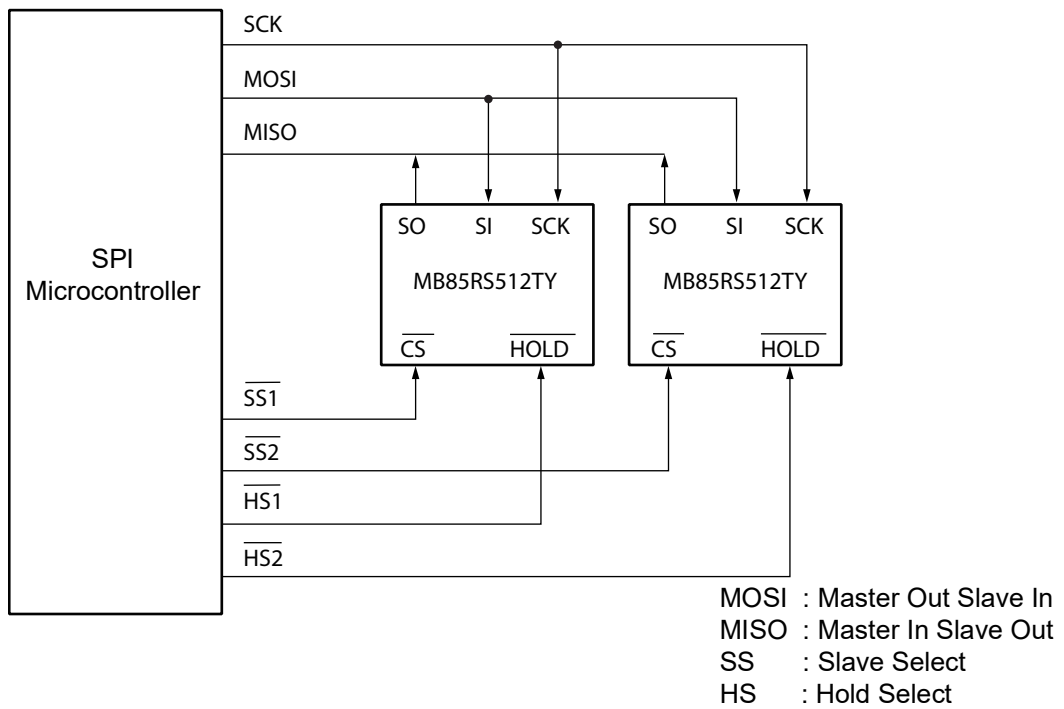 SCK
MOSI
MISO
SPI
Microcontroller
SO SI SCK
MB85RS512TY
CS HOLD
SO SI SCK
MB85RS512TY
CS HOLD
SS1
SS2
HS1
HS2
MOSI : Master Out Slave In
MISO : Master In Slave Out
SS : Slave Select
HS : Hold Select